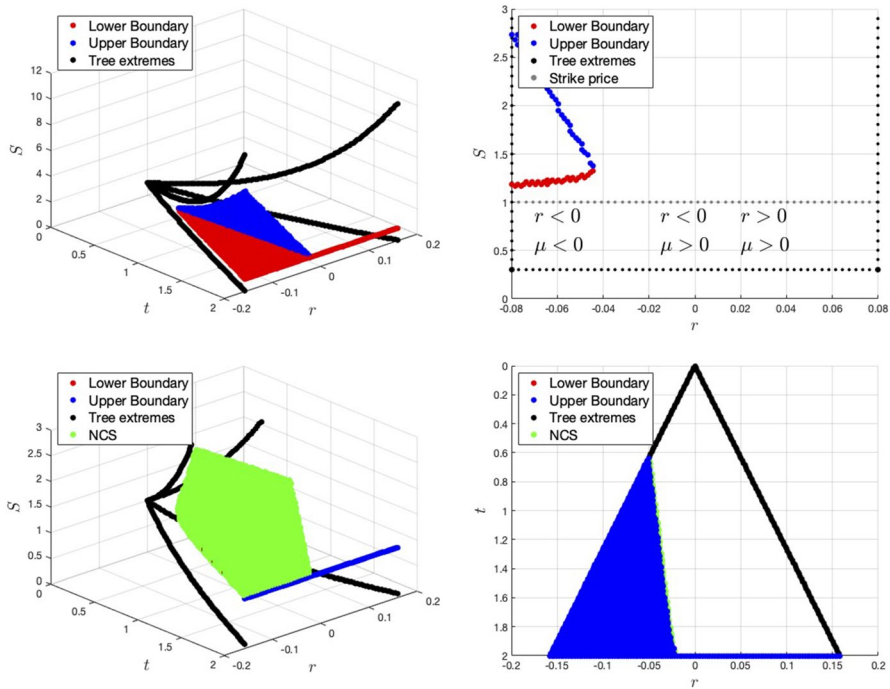 Lower Boundary
Upper Boundary
Tree extremes
12
10
8
6
4
2
0
S
0
0.5
1
1.5
2
t
-0.2
-0.1
0
0.1
0.2
r
Lower Boundary
Upper Boundary
Tree extremes
Strike price
3
2.5
2
1.5
1
0.5
0
S
r < 0 r < 0 r > 0
μ < 0 μ > 0 μ > 0
-0.08 -0.06 -0.04 -0.02 0 0.02 0.04 0.06 0.08
r
Lower Boundary
Upper Boundary
Tree extremes
NCS
3
2.5
2
1.5
1
0.5
0
S
0
0.5
1
1.5
2
t
-0.2
-0.1
0
0.1
0.2
r
Lower Boundary
Upper Boundary
Tree extremes
NCS
0
0.2
0.4
0.6
0.8
1
1.2
1.4
1.6
1.8
2
t
-0.2 -0.15 -0.1 -0.05 0 0.05 0.1 0.15 0.2
r